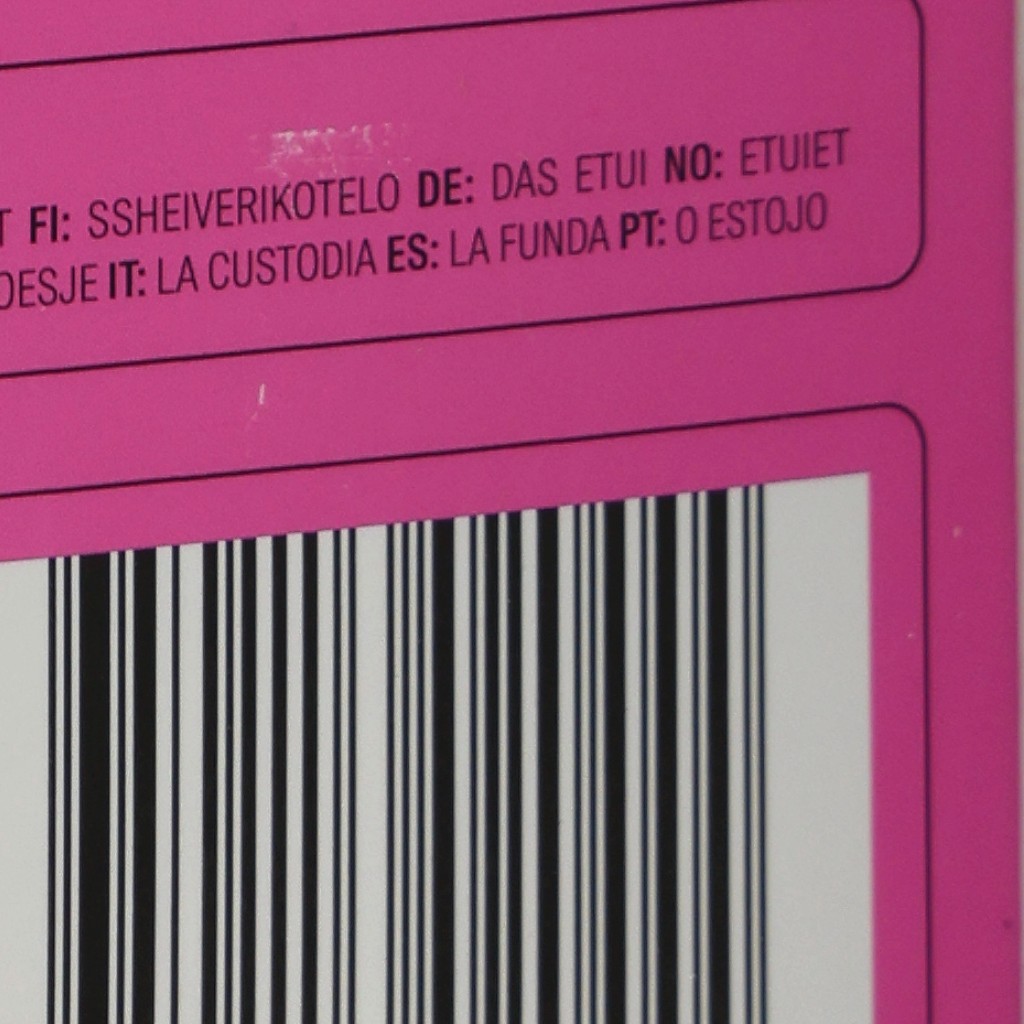 T FI: SSHEIVERIKOTELO DE: DAS ETUI NO: ETUIET
DESJE IT: LA CUSTODIA ES: LA FUNDA PT: O ESTOJO